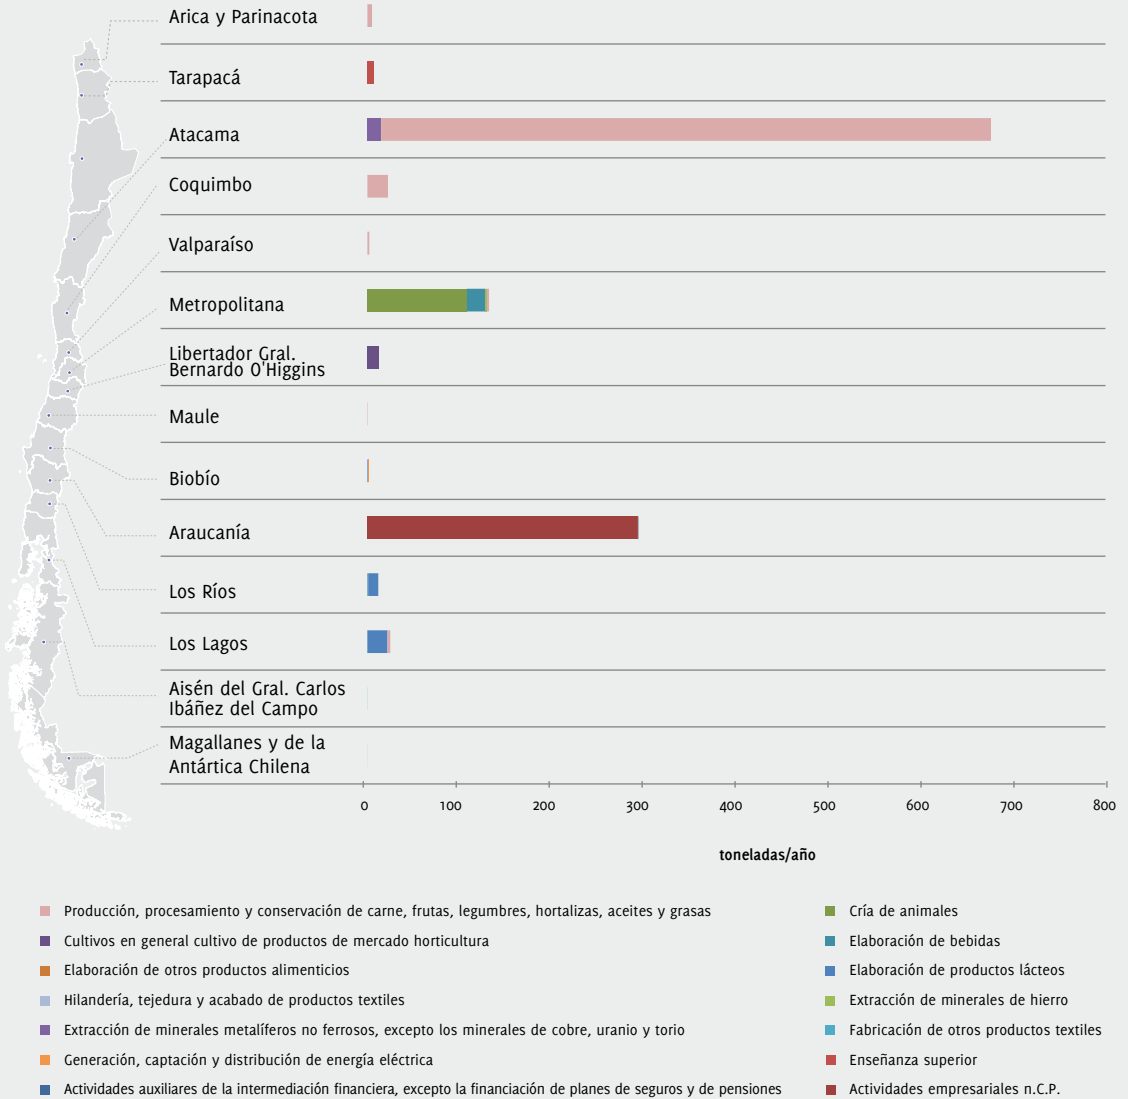 Arica y Parinacota
Tarapacá
Atacama
Coquimbo
Valparaíso
Metropolitana
Libertador Gral.
Bernardo O'Higgins
Maule
Biobío
Araucanía
Los Ríos
Los Lagos
Aisén del Gral. Carlos
Ibáñez del Campo
Magallanes y de la
Antártica Chilena
0 100 200 300 400 500 600 700 800
toneladas/año
Producción, procesamiento y conservación de carne, frutas, legumbres, hortalizas, aceites y grasas
Cultivos en general cultivo de productos de mercado horticultura
Elaboración de otros productos alimenticios
Hilandería, tejedura y acabado de productos textiles
Extracción de minerales metalíferos no ferrosos, excepto los minerales de cobre, uranio y torio
Generación, captación y distribución de energía eléctrica
Actividades auxiliares de la intermediación financiera, excepto la financiación de planes de seguros y de pensiones
Cría de animales
Elaboración de bebidas
Elaboración de productos lácteos
Extracción de minerales de hierro
Fabricación de otros productos textiles
Enseñanza superior
Actividades empresariales n.C.P.